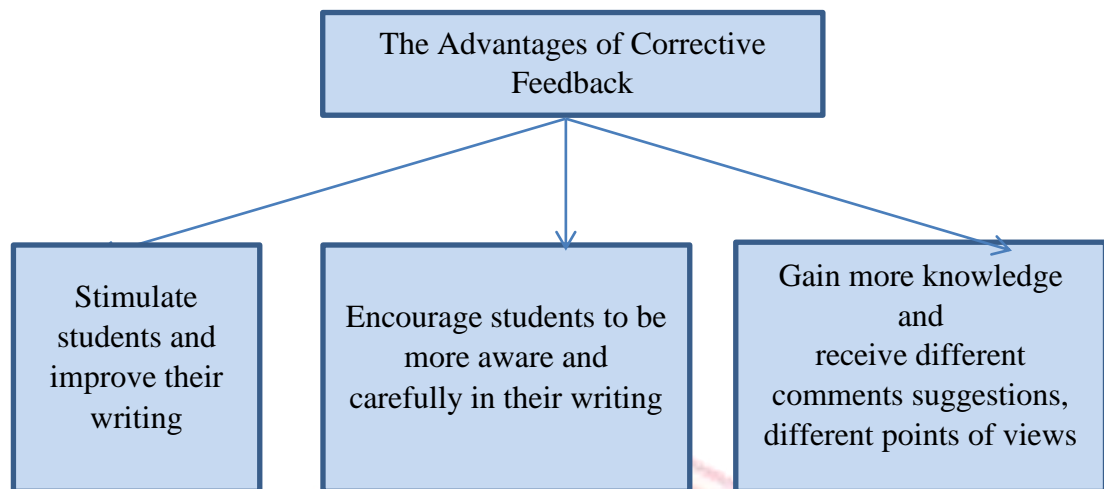 The Advantages of Corrective
Feedback
Stimulate
students and
improve their
writing
Encourage students to be
more aware and
carefully in their writing
Gain more knowledge
and
receive different
comments suggestions,
different points of views